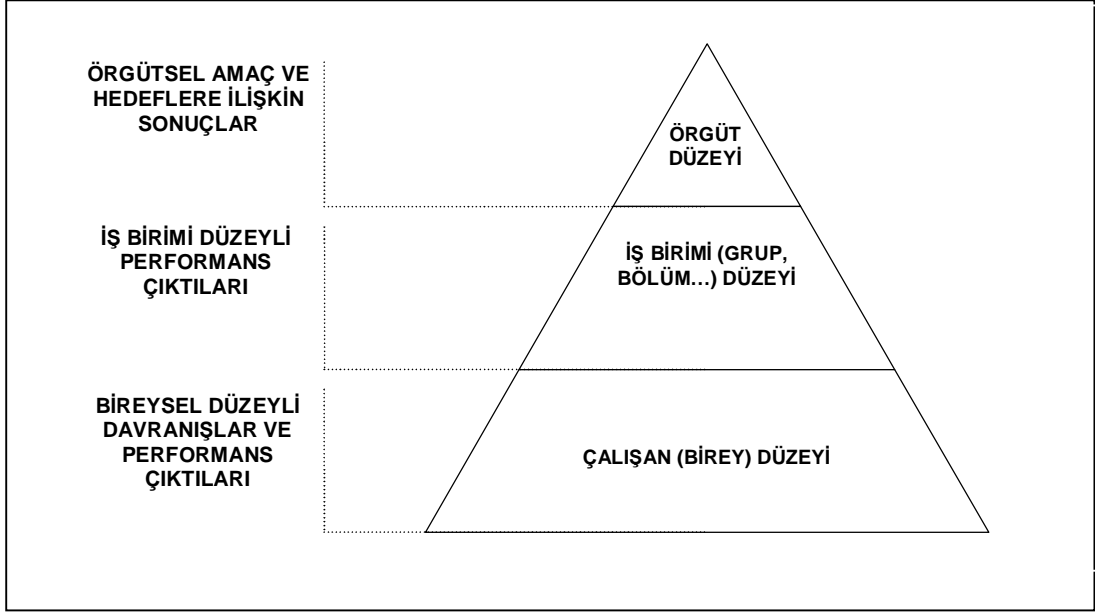 ÖRGÜTSEL AMAÇ VE
HEDEFLERE İLİŞKİN
SONUÇLAR
ÖRGÜT
DÜZEYİ
İŞ BİRİMİ DÜZEYLİ
PERFORMANS
ÇIKTILARI
İŞ BİRİMİ (GRUP,
BÖLÜM…) DÜZEYİ
BİREYSEL DÜZEYLİ
DAVRANIŞLAR VE
PERFORMANS
ÇIKTILARI
ÇALIŞAN (BİREY) DÜZEYİ